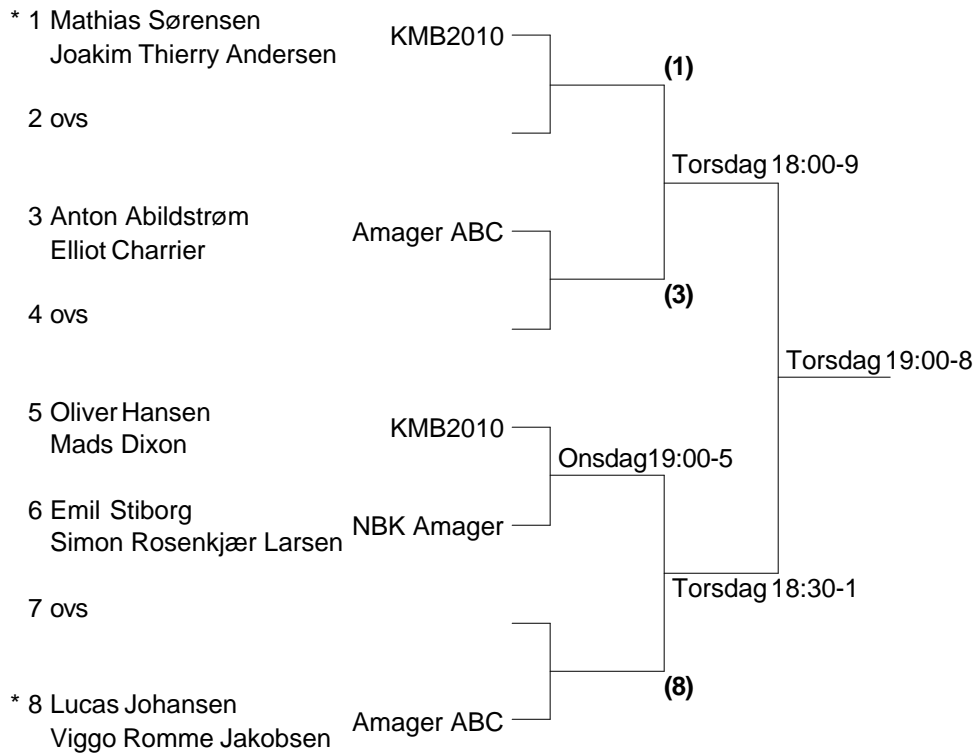 * 1 Mathias Sørensen
Joakim Thierry Andersen
KMB2010
(1)
2 ovs
Torsdag 18:00-9
3 Anton Abildstrøm
Elliot Charrier
Amager ABC
(3)
4 ovs
Torsdag 19:00-8
5 Oliver Hansen
Mads Dixon
KMB2010
Onsdag 19:00-5
6 Emil Stiborg
Simon Rosenkjær Larsen
NBK Amager
Torsdag 18:30-1
7 ovs
(8)
* 8 Lucas Johansen
Viggo Romme Jakobsen
Amager ABC